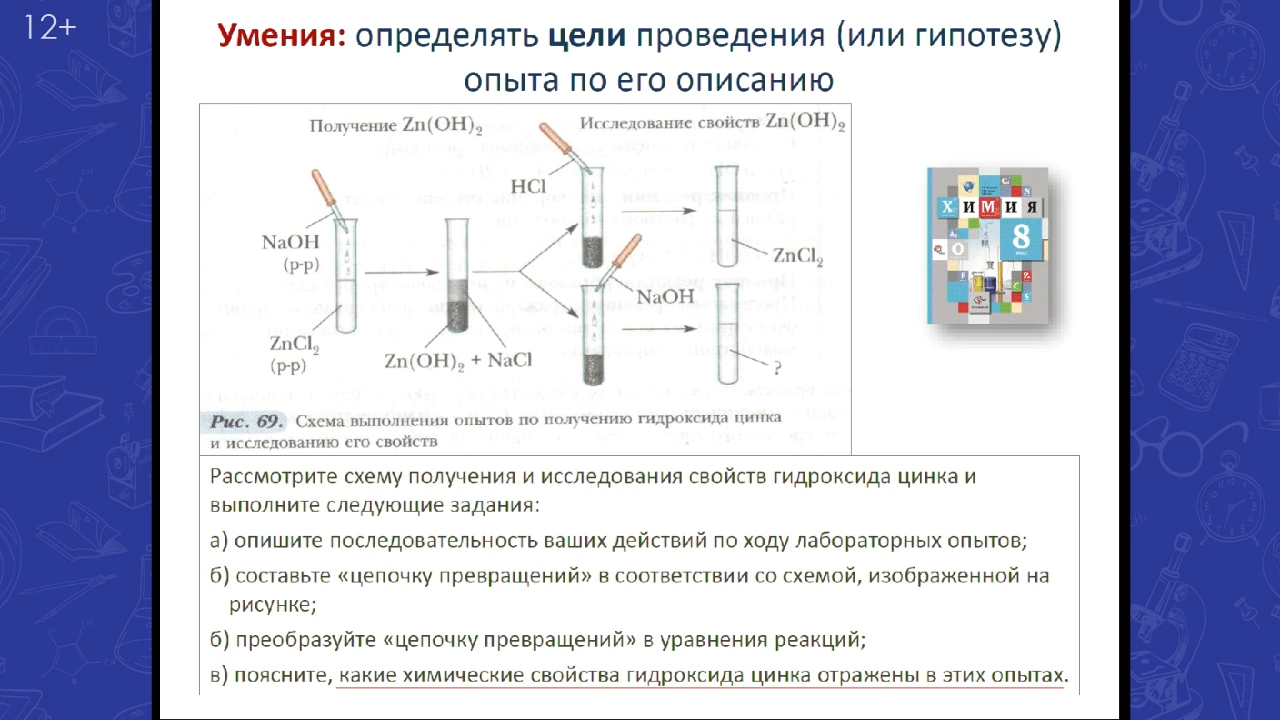 12+
Умения: определять цели проведения (или гипотезу)
опыта по его описанию
Получение Zn(OH)₂
Исследование свойств Zn(OH)₂
HCl
NaOH
(р-р)
ZnCl₂
NaOH
ZnCl₂
(р-р)
Zn(OH)₂ + NaCl
?
Рис. 69. Схема выполнения опытов по получению гидроксида цинка
и исследованию его свойств
ХИМИЯ
8
Рассмотрите схему получения и исследования свойств гидроксида цинка и
выполните следующие задания:
а) опишите последовательность ваших действий по ходу лабораторных опытов;
б) составьте «цепочку превращений» в соответствии со схемой, изображенной на
рисунке;
б) преобразуйте «цепочку превращений» в уравнения реакций;
в) поясните, какие химические свойства гидроксида цинка отражены в этих опытах.